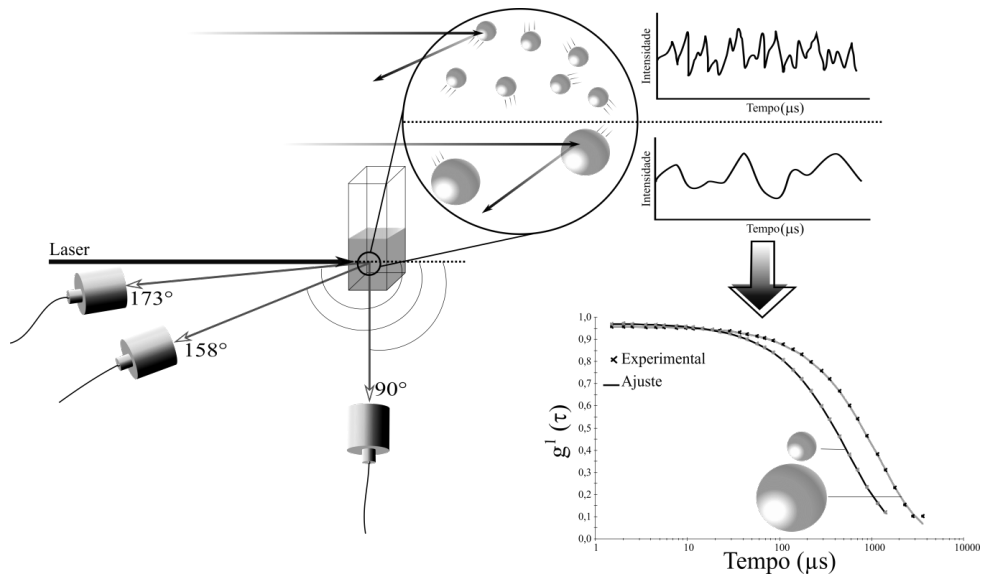 Intensidade
Tempo(µs)
Intensidade
Tempo(µs)
Laser
173°
158°
90°
Experimental
Ajuste
g¹ (τ)
1,0
0,9
0,8
0,7
0,6
0,5
0,4
0,3
0,2
0,1
0,0
1
10
100
1000
10000
Tempo (µs)